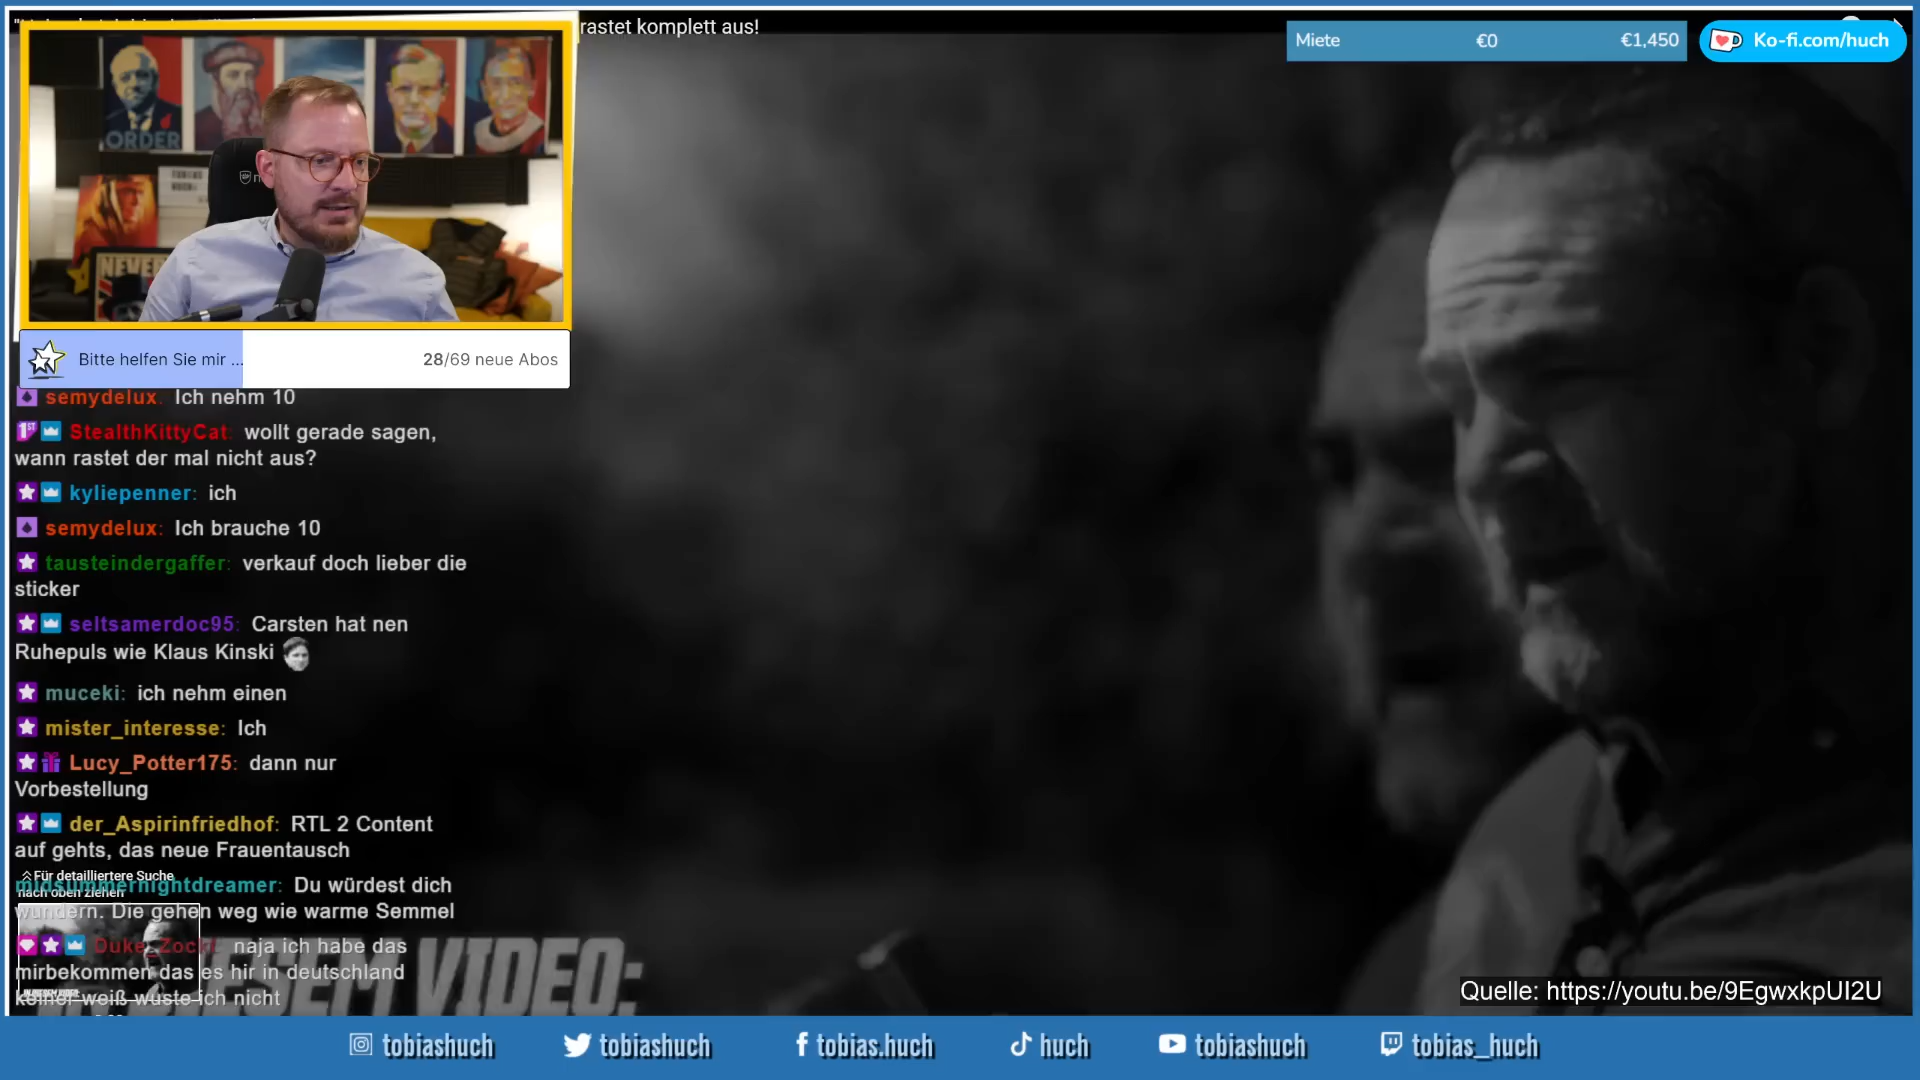 rastet komplett aus!
Miete €0 €1,450
Ko-fi.com/huch
ORDER
TOBIAS
HUCH
NEVER
Bitte helfen Sie mir ... 28/69 neue Abos
semydelux: Ich nehm 10
StealthKittyCat: wollt gerade sagen,
wann rastet der mal nicht aus?
kyliepenner: ich
semydelux: Ich brauche 10
tausteindergaffer: verkauf doch lieber die
sticker
seltsamerdoc95: Carsten hat nen
Ruhepuls wie Klaus Kinski
muceki: ich nehm einen
mister_interesse: Ich
Lucy_Potter175: dann nur
Vorbestellung
der_Aspirinfriedhof: RTL 2 Content
auf gehts, das neue Frauentausch
Für detailliertere Suche
nach oben ziehen
midsummernightdreamer: Du würdest dich
wundern. Die gehen weg wie warme Semmel
Duke_Zockt: naja ich habe das
mirbekommen das es hir in deutschland
keiner weiß wuste ich nicht
DIESEM VIDEO:
Quelle: https://youtu.be/9EgwxkpUI2U
tobiashuch
tobiashuch
tobias.huch
huch
tobiashuch
tobias_huch